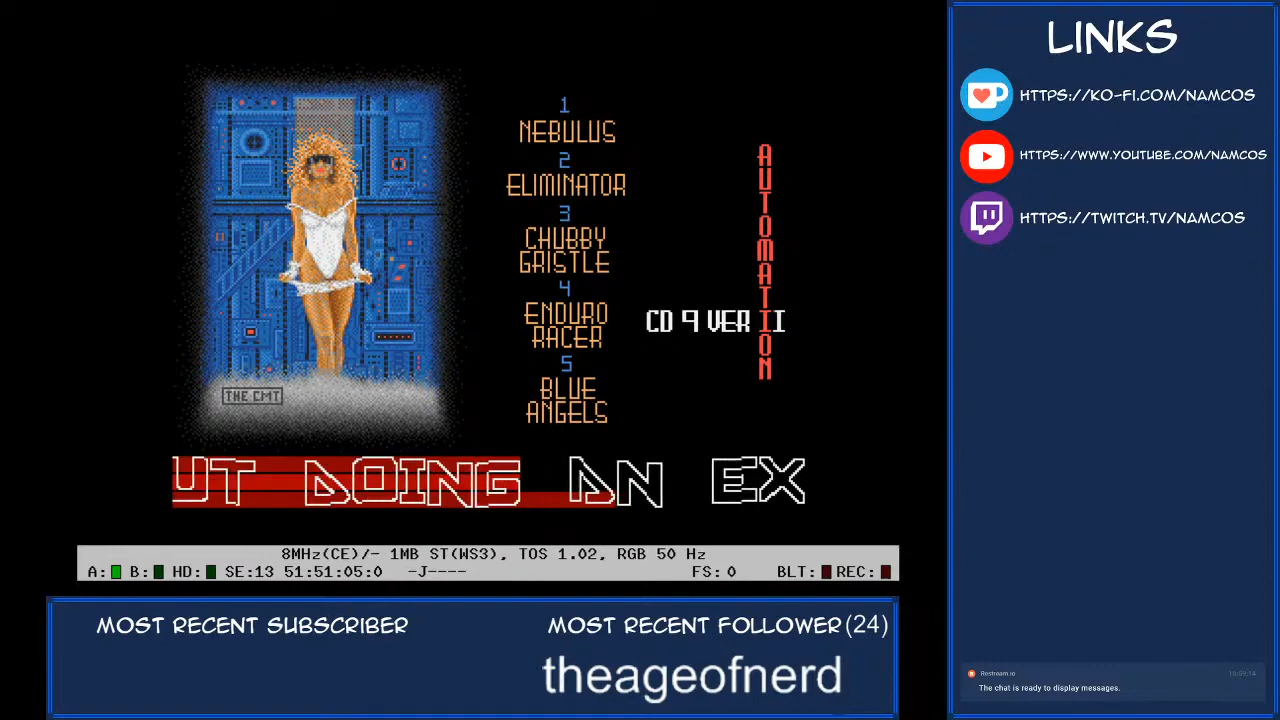 1
NEBULUS
2
ELIMINATOR
3
CHUBBY
GRISTLE
4
ENDURO
RACER
5
BLUE
ANGELS
AUTOMATION
CD 9 VER II
THE CMT
UT DOING AN EX
8MHz(CE)/- 1MB ST(WS3), TOS 1.02, RGB 50 Hz
A: B: HD: SE:13 51:51:05:0 -J---- FS: 0 BLT: REC:
MOST RECENT SUBSCRIBER
MOST RECENT FOLLOWER (24)
theageofnerd
LINKS
HTTPS://KO-FI.COM/NAMCOS
HTTPS://WWW.YOUTUBE.COM/NAMCOS
HTTPS://TWITCH.TV/NAMCOS
Restream.io
The chat is ready to display messages.